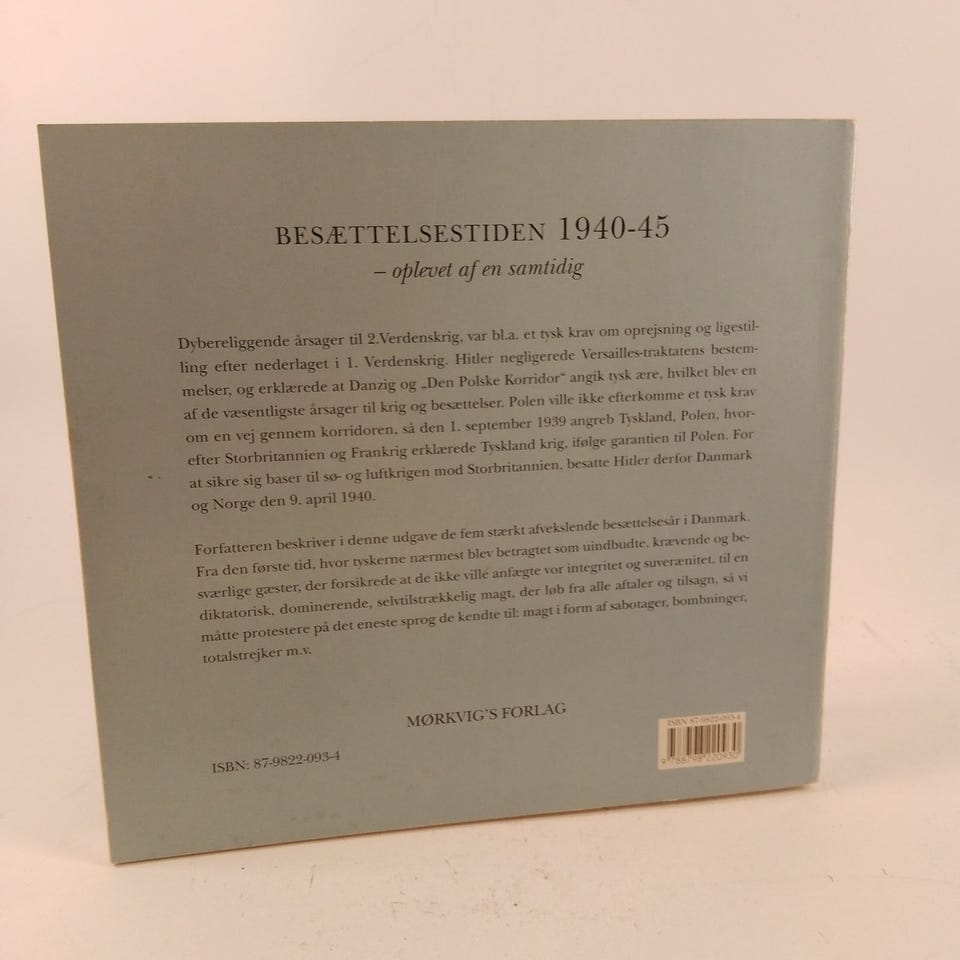 BESÆTTELSESTIDEN 1940-45
– oplevet af en samtidig
Dybereliggende årsager til 2.Verdenskrig, var bl.a. et tysk krav om oprejsning og ligestil-
ling efter nederlaget i 1. Verdenskrig. Hitler negligerede Versailles-traktatens bestem-
melser, og erklærede at Danzig og „Den Polske Korridor“ angik tysk ære, hvilket blev en
af de væsentligste årsager til krig og besættelser. Polen ville ikke efterkomme et tysk krav
om en vej gennem korridoren, så den 1. september 1939 angreb Tyskland, Polen, hvor-
efter Storbritannien og Frankrig erklærede Tyskland krig, ifølge garantien til Polen. For
at sikre sig baser til sø- og luftkrigen mod Storbritannien, besatte Hitler derfor Danmark
og Norge den 9. april 1940.
Forfatteren beskriver i denne udgave de fem stærkt afvekslende besættelsesår i Danmark.
Fra den første tid, hvor tyskerne nærmest blev betragtet som uindbudte, krævende og be-
sværlige gæster, der forsikrede at de ikke ville anfægte vor integritet og suverænitet, til en
diktatorisk, dominerende, selvtilstrækkelig magt, der løb fra alle aftaler og tilsagn, så vi
måtte protestere på det eneste sprog de kendte til: magt i form af sabotager, bombninger,
totalstrejker m.v.
MØRKVIG'S FORLAG
ISBN: 87-9822-093-4
ISBN 87-9822-093-4
9 788798 220930